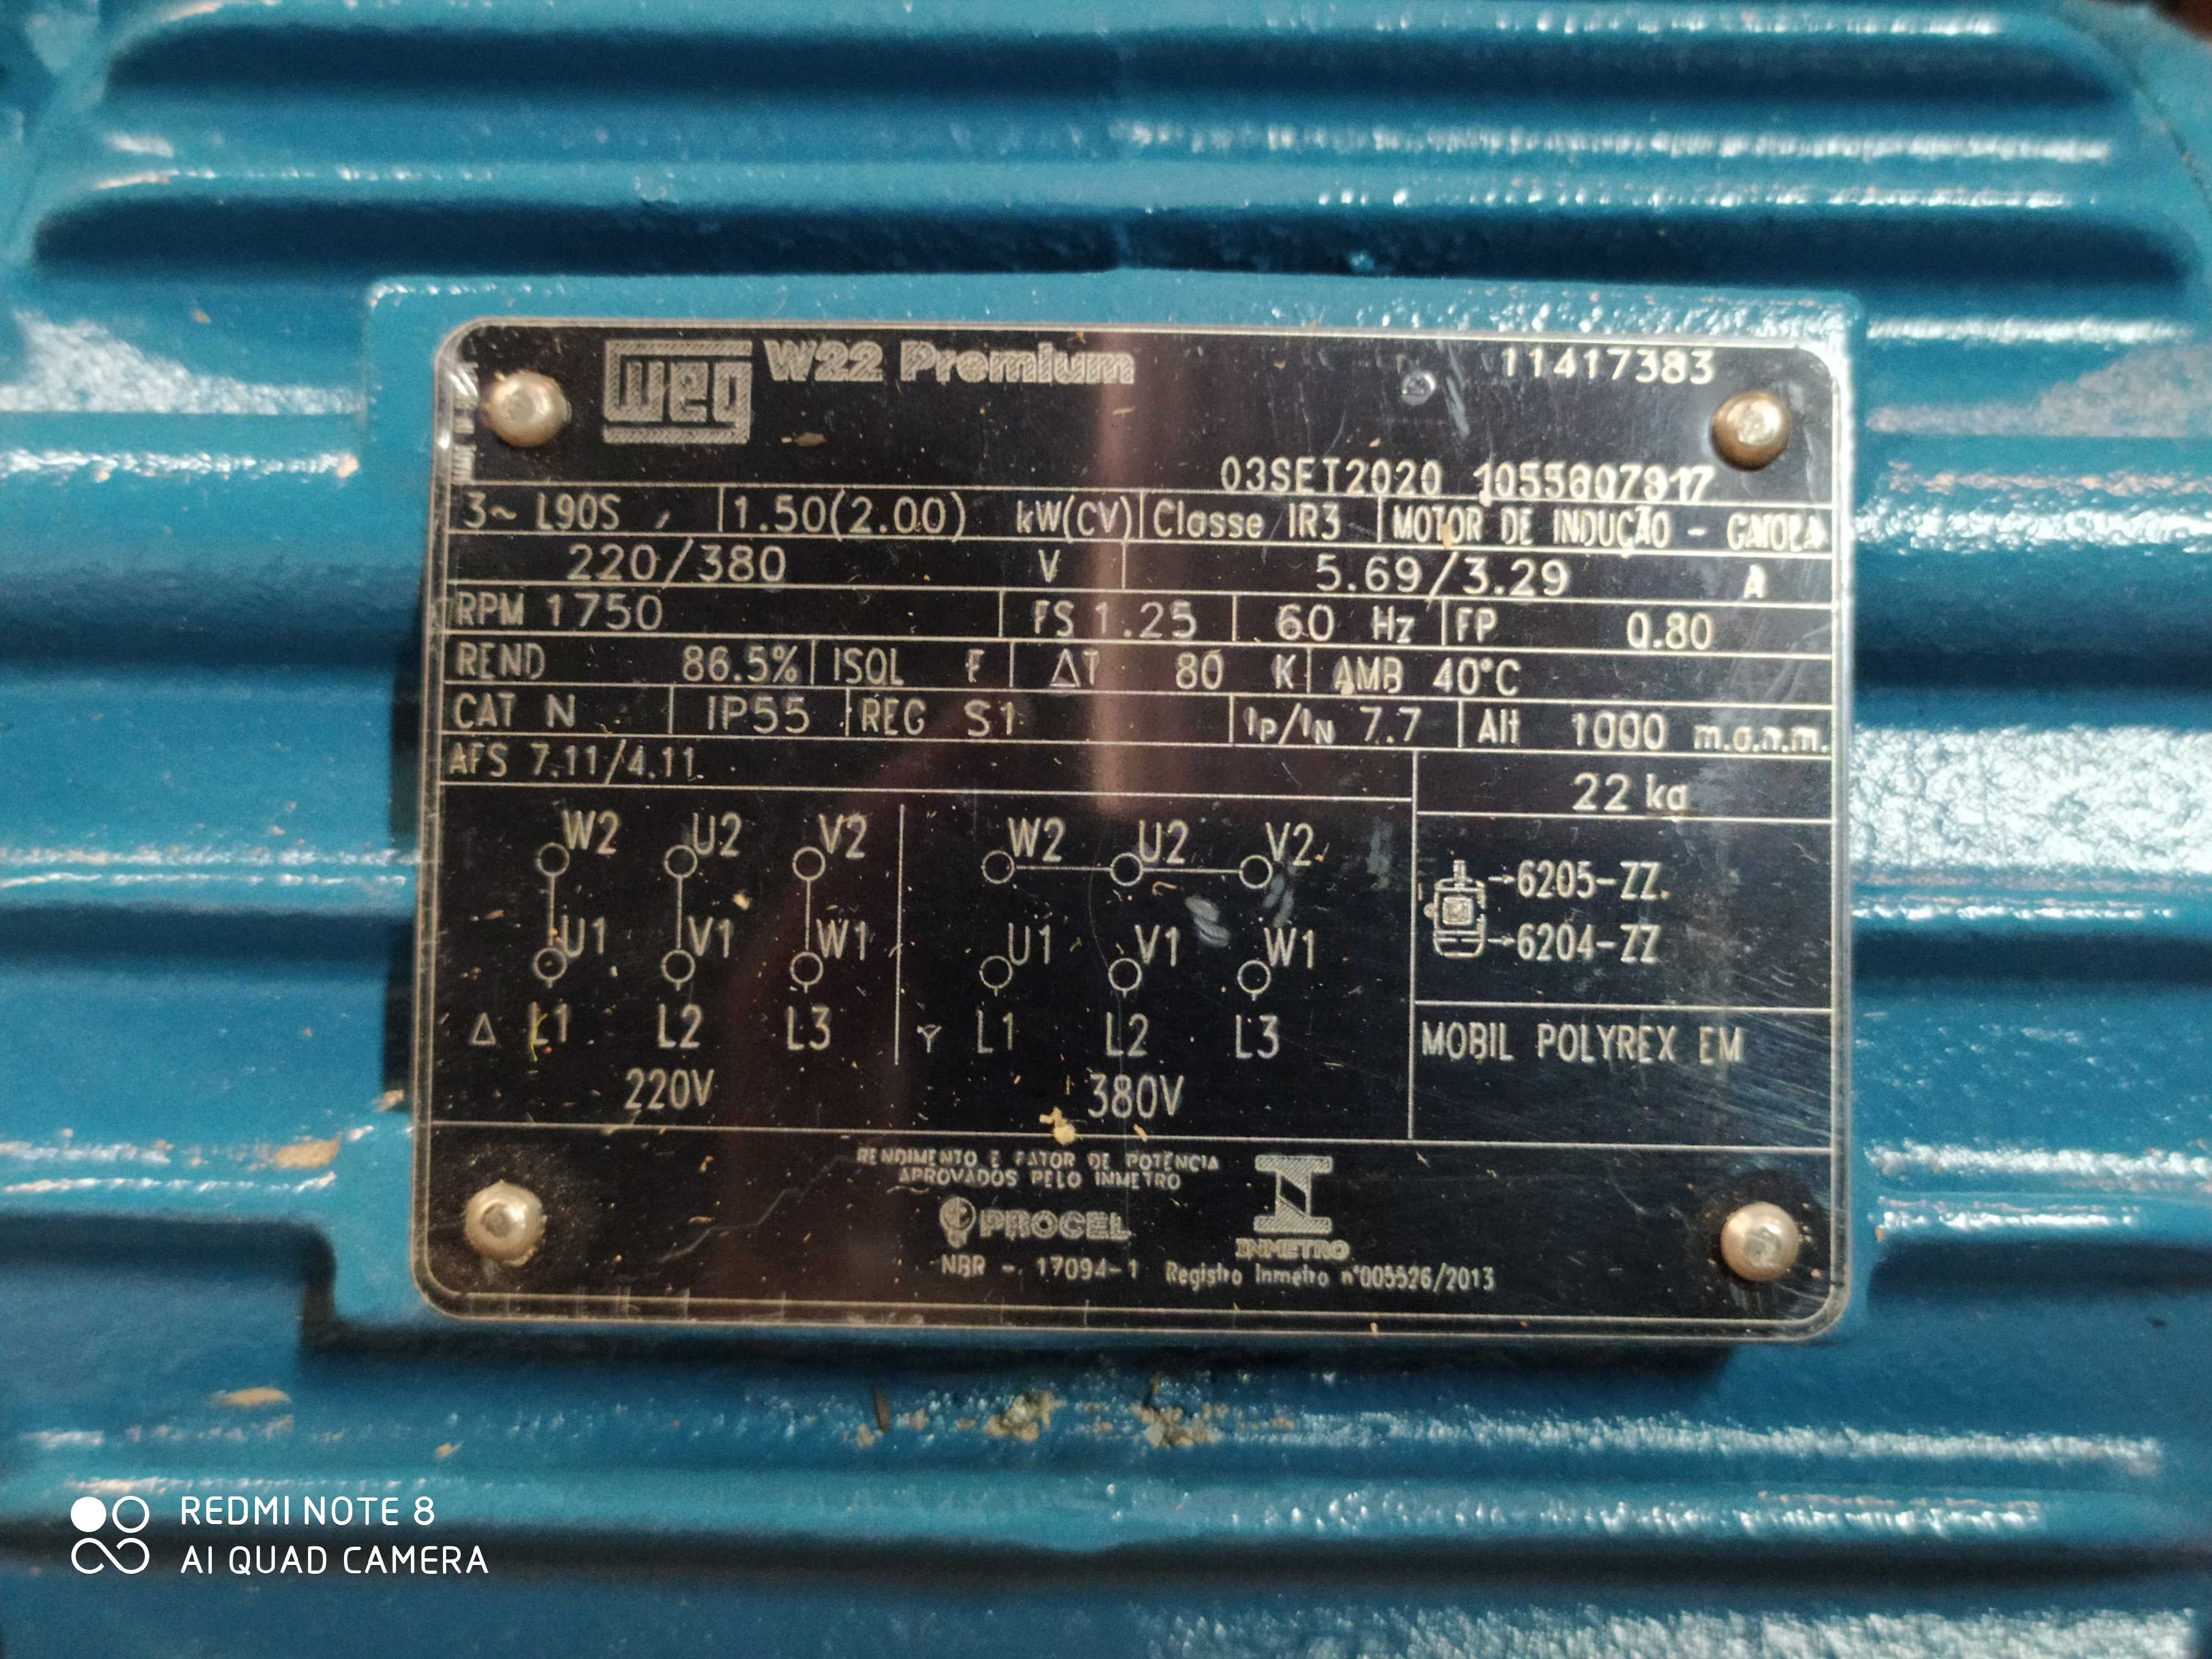 weg W22 Premium 11417383
03SET2020 1055807817
3~ L90S 1.50(2.00) kW(CV) Classe IR3 MOTOR DE INDUÇÃO - GAIOLA
220/380 V 5.69/3.29 A
RPM 1750 FS 1.25 60 Hz FP 0.80
REND 86.5% ISOL F ΔT 80 K AMB 40°C
CAT N IP55 REG S1 Ip/IN 7.7 Alt 1000 m.a.n.m.
AFS 7.11/4.11
22 kg
W2 U2 V2 W2 U2 V2
→6205-ZZ
U1 V1 W1 U1 V1 W1
→6204-ZZ
Δ L1 L2 L3 Y L1 L2 L3
MOBIL POLYREX EM
220V 380V
RENDIMENTO E FATOR DE POTÊNCIA
APROVADOS PELO INMETRO
PROCEL
INMETRO
NBR - 17094-1 Registro Inmetro n°005526/2013
REDMI NOTE 8
AI QUAD CAMERA